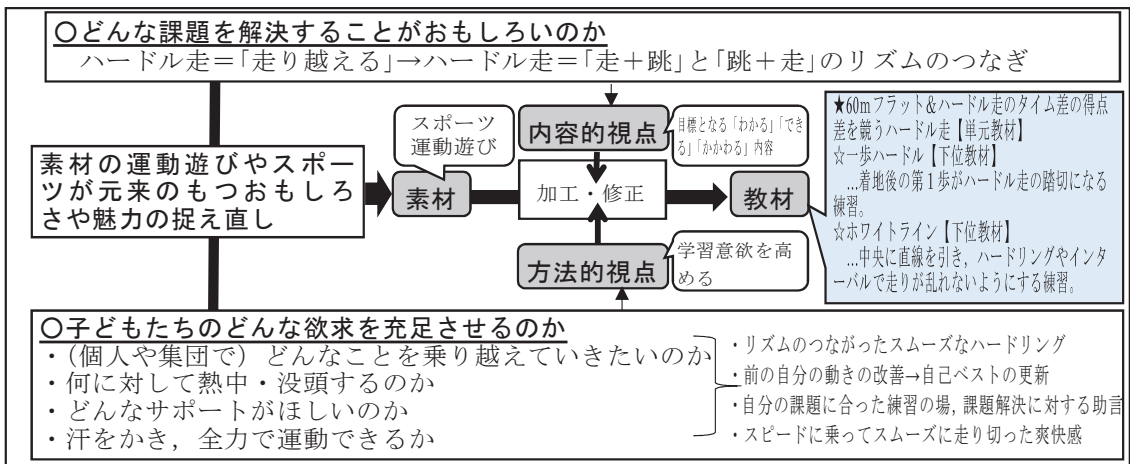 ○どんな課題を解決することがおもしろいのか
ハードル走=「走り越える」→ハードル走=「走+跳」と「跳+走」のリズムのつなぎ
素材の運動遊びやスポー
ツが元来のもつおもしろ
さや魅力の捉え直し
スポーツ
運動遊び
素材
内容的視点
目標となる「わかる」「でき
る」「かかわる」内容
加工・修正
教材
方法的視点
学習意欲を高
める
★60mフラット&ハードル走のタイム差の得点
差を競うハードル走【単元教材】
☆一歩ハードル【下位教材】
…着地後の第1歩がハードル走の踏切になる
練習。
☆ホワイトライン【下位教材】
…中央に直線を引き,ハードリングやインタ
ーバルで走りが乱れないようにする練習。
○子どもたちのどんな欲求を充足させるのか
・(個人や集団で) どんなことを乗り越えていきたいのか
・何に対して熱中・没頭するのか
・どんなサポートがほしいのか
・汗をかき,全力で運動できるか
・リズムのつながったスムーズなハードリング
・前の自分の動きの改善→自己ベストの更新
・自分の課題に合った練習の場,課題解決に対する助言
・スピードに乗ってスムーズに走り切った爽快感